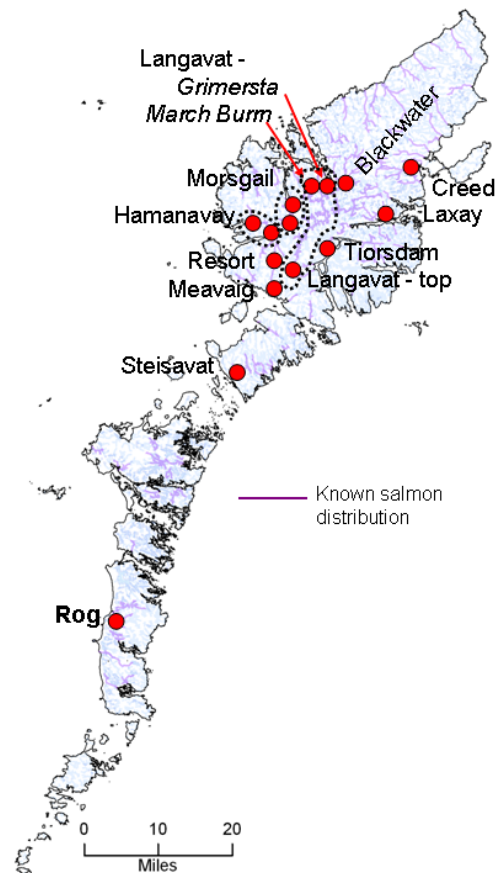 Langavat -
Grimersta
March Burrn
Blackwater
Morsgail
Creed
Hamanavay
Laxay
Tiorsdam
Resort
Langavat - top
Meavaig
Steisavat
Known salmon
distribution
Rog
0 10 20
Miles